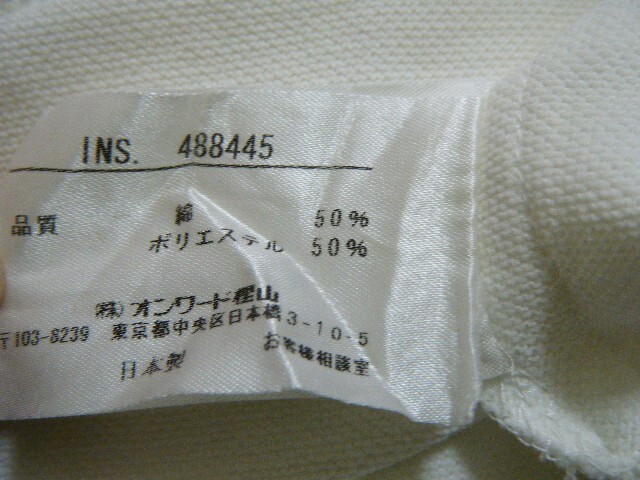 INS. 488445
品質 綿 50%
ポリエステル 50%
(株)オンワード樫山
〒103-8239 東京都中央区日本橋3-10-5
お客様相談室
日本製